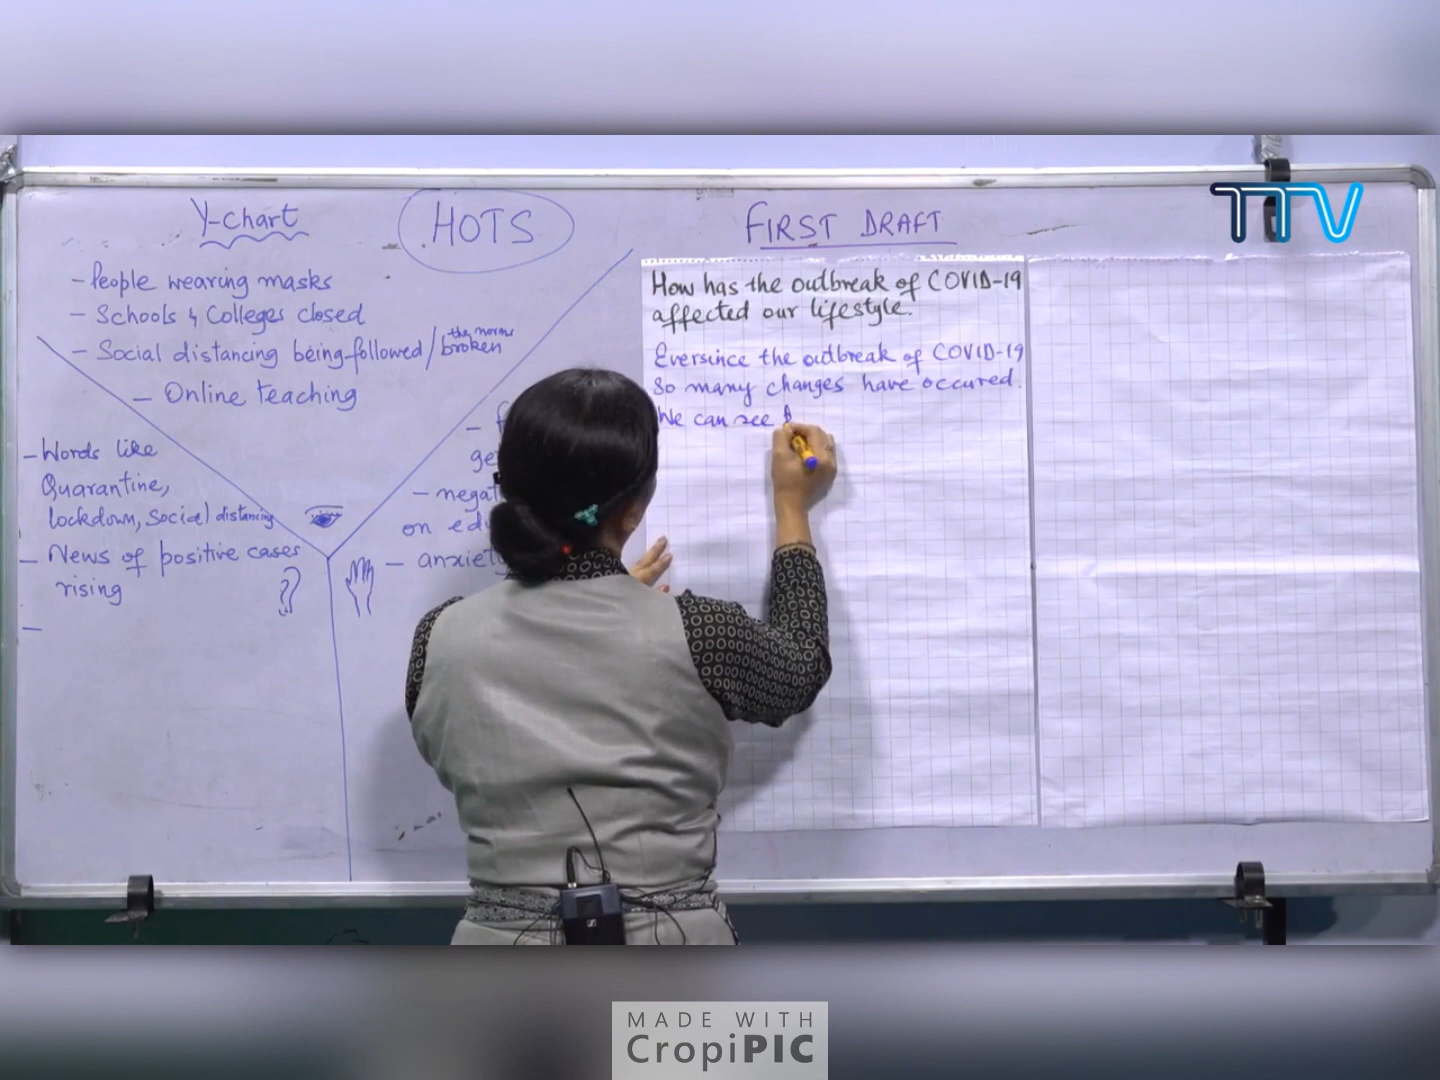 Y-chart
HOTS
FIRST DRAFT
TTV
- People wearing masks
- Schools & Colleges closed
- Social distancing being followed/ the norms broken
- Online teaching
- Words like
Quarantine,
lockdown, Social distancing
- News of positive cases
rising
-
on
- anxiety
How has the outbreak of COVID-19
affected our lifestyle.
Eversince the outbreak of COVID-19
so many changes have occured.
We can see
MADE WITH
CropiPIC